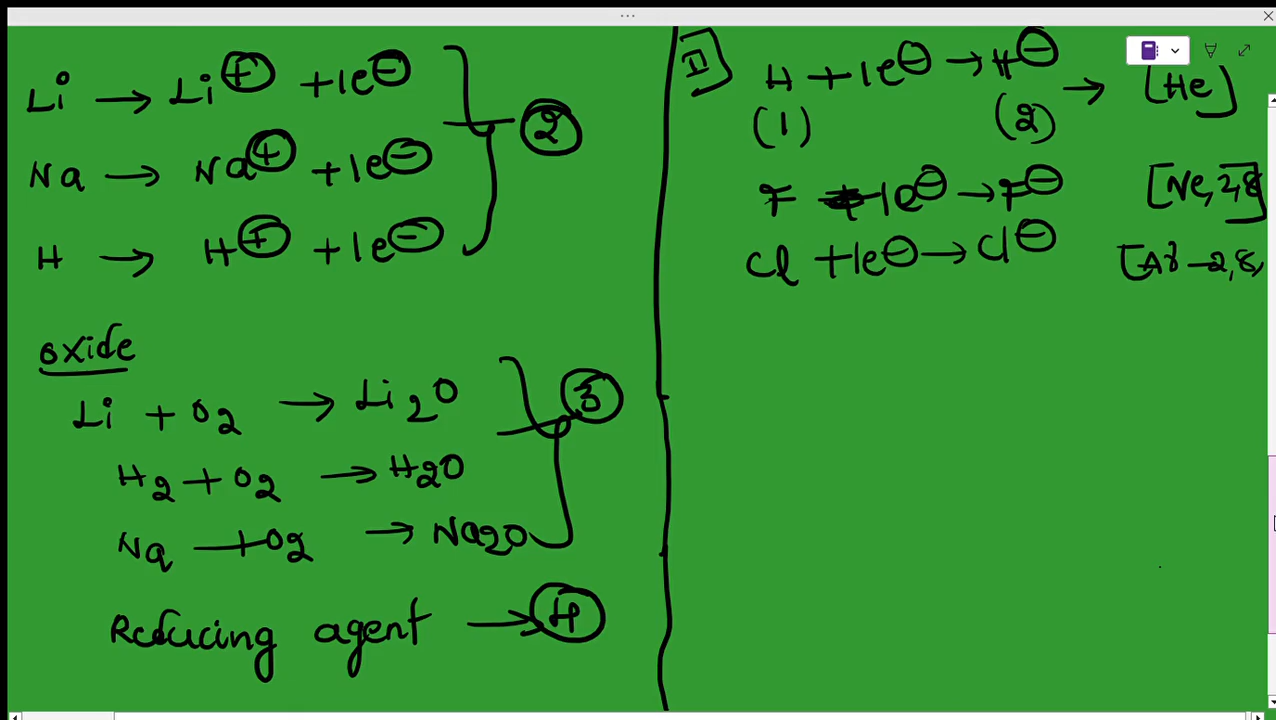 Li → Li⊕ + 1e⊖
Na → Na⊕ + 1e⊖
H → H⊕ + 1e⊖
2
oxide
Li + O2 → Li2O
H2 + O2 → H2O
Na + O2 → Na2O
3
Reducing agent → 4
II
H + 1e⊖ → H⊖ → [He]
(1) (2)
F + 1e⊖ → F⊖ [Ne, 2,8]
Cl + 1e⊖ → Cl⊖ [Ar → 2,8,